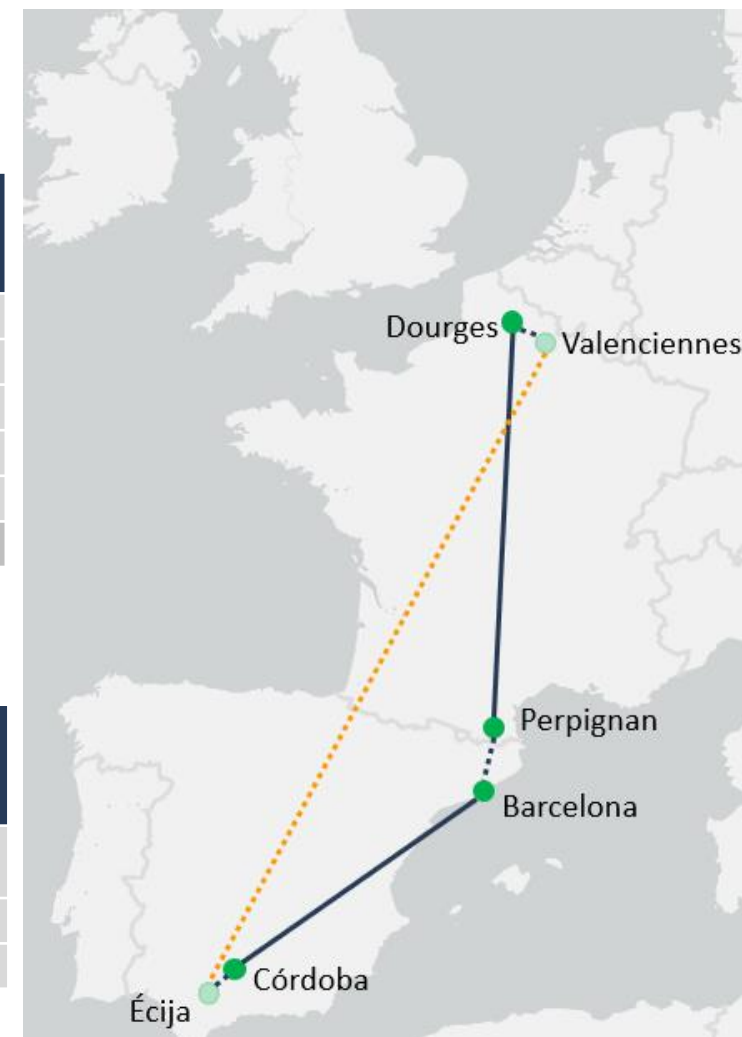 Dourges
Valenciennes
Perpignan
Barcelona
Córdoba
Écija